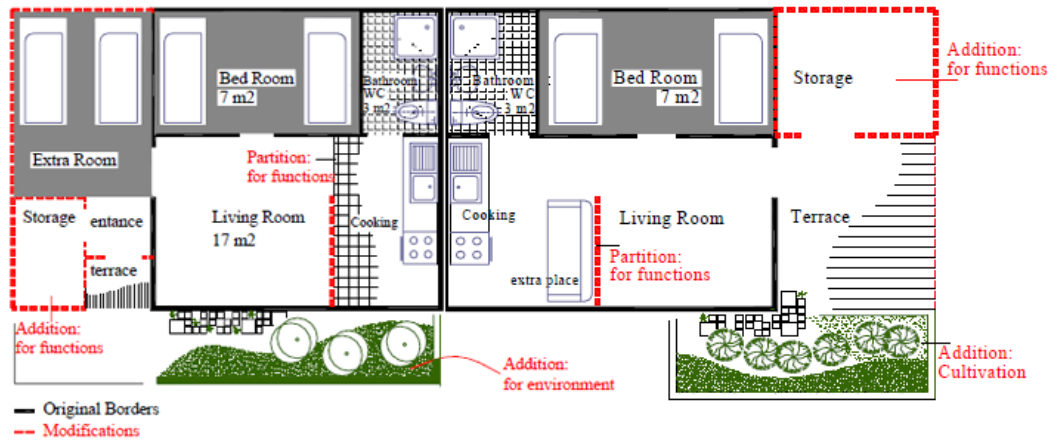 Bed Room
7 m2
Bathroom
WC
3 m2
Extra Room
Partition:
for functions
Storage
entance
Living Room
17 m2
Cooking
terrace
Addition:
for functions
Addition:
for environment
Bathroom
WC
3 m2
Bed Room
7 m2
Storage
Addition:
for functions
Cooking
Living Room
Terrace
Partition:
for functions
extra place
Addition:
Cultivation
Original Borders
Modifications